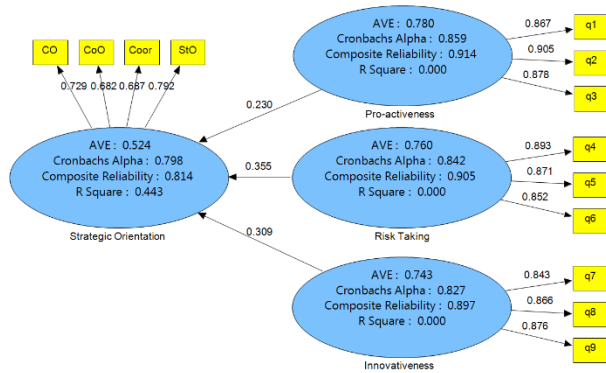 CO
CoO
Coor
StO
0.729
0.682
0.687
0.792
AVE : 0.524
Cronbachs Alpha : 0.798
Composite Reliability : 0.814
R Square : 0.443
Strategic Orientation
0.230
0.355
0.309
AVE : 0.780
Cronbachs Alpha : 0.859
Composite Reliability : 0.914
R Square : 0.000
Pro-activeness
0.867
q1
0.905
q2
0.878
q3
AVE : 0.760
Cronbachs Alpha : 0.842
Composite Reliability : 0.905
R Square : 0.000
Risk Taking
0.893
q4
0.871
q5
0.852
q6
AVE : 0.743
Cronbachs Alpha : 0.827
Composite Reliability : 0.897
R Square : 0.000
Innovativeness
0.843
q7
0.866
q8
0.876
q9